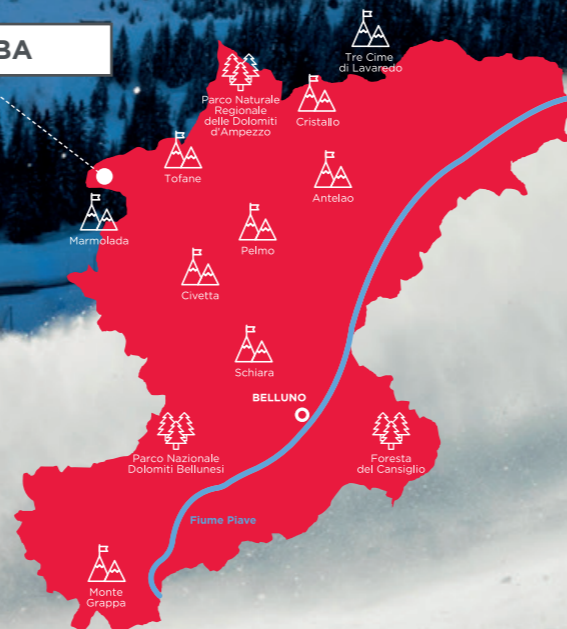 BA
Tre Cime
di Lavaredo
Parco Naturale
Regionale
delle Dolomiti
d'Ampezzo
Cristallo
Tofane
Antelao
Marmolada
Pelmo
Civetta
Schiara
BELLUNO
Parco Nazionale
Dolomiti Bellunesi
Foresta
del Cansiglio
Fiume Piave
Monte
Grappa